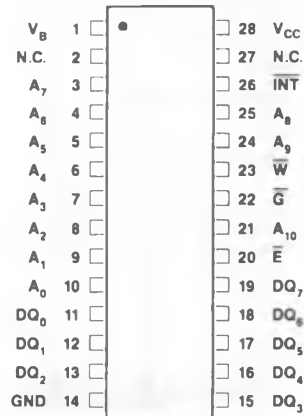 V_B 1 28 V_CC
N.C. 2 27 N.C.
A_7 3 26 I̅N̅T̅
A_6 4 25 A_8
A_5 5 24 A_9
A_4 6 23 W̅
A_3 7 22 G̅
A_2 8 21 A_10
A_1 9 20 E̅
A_0 10 19 DQ_7
DQ_0 11 18 DQ_6
DQ_1 12 17 DQ_5
DQ_2 13 16 DQ_4
GND 14 15 DQ_3